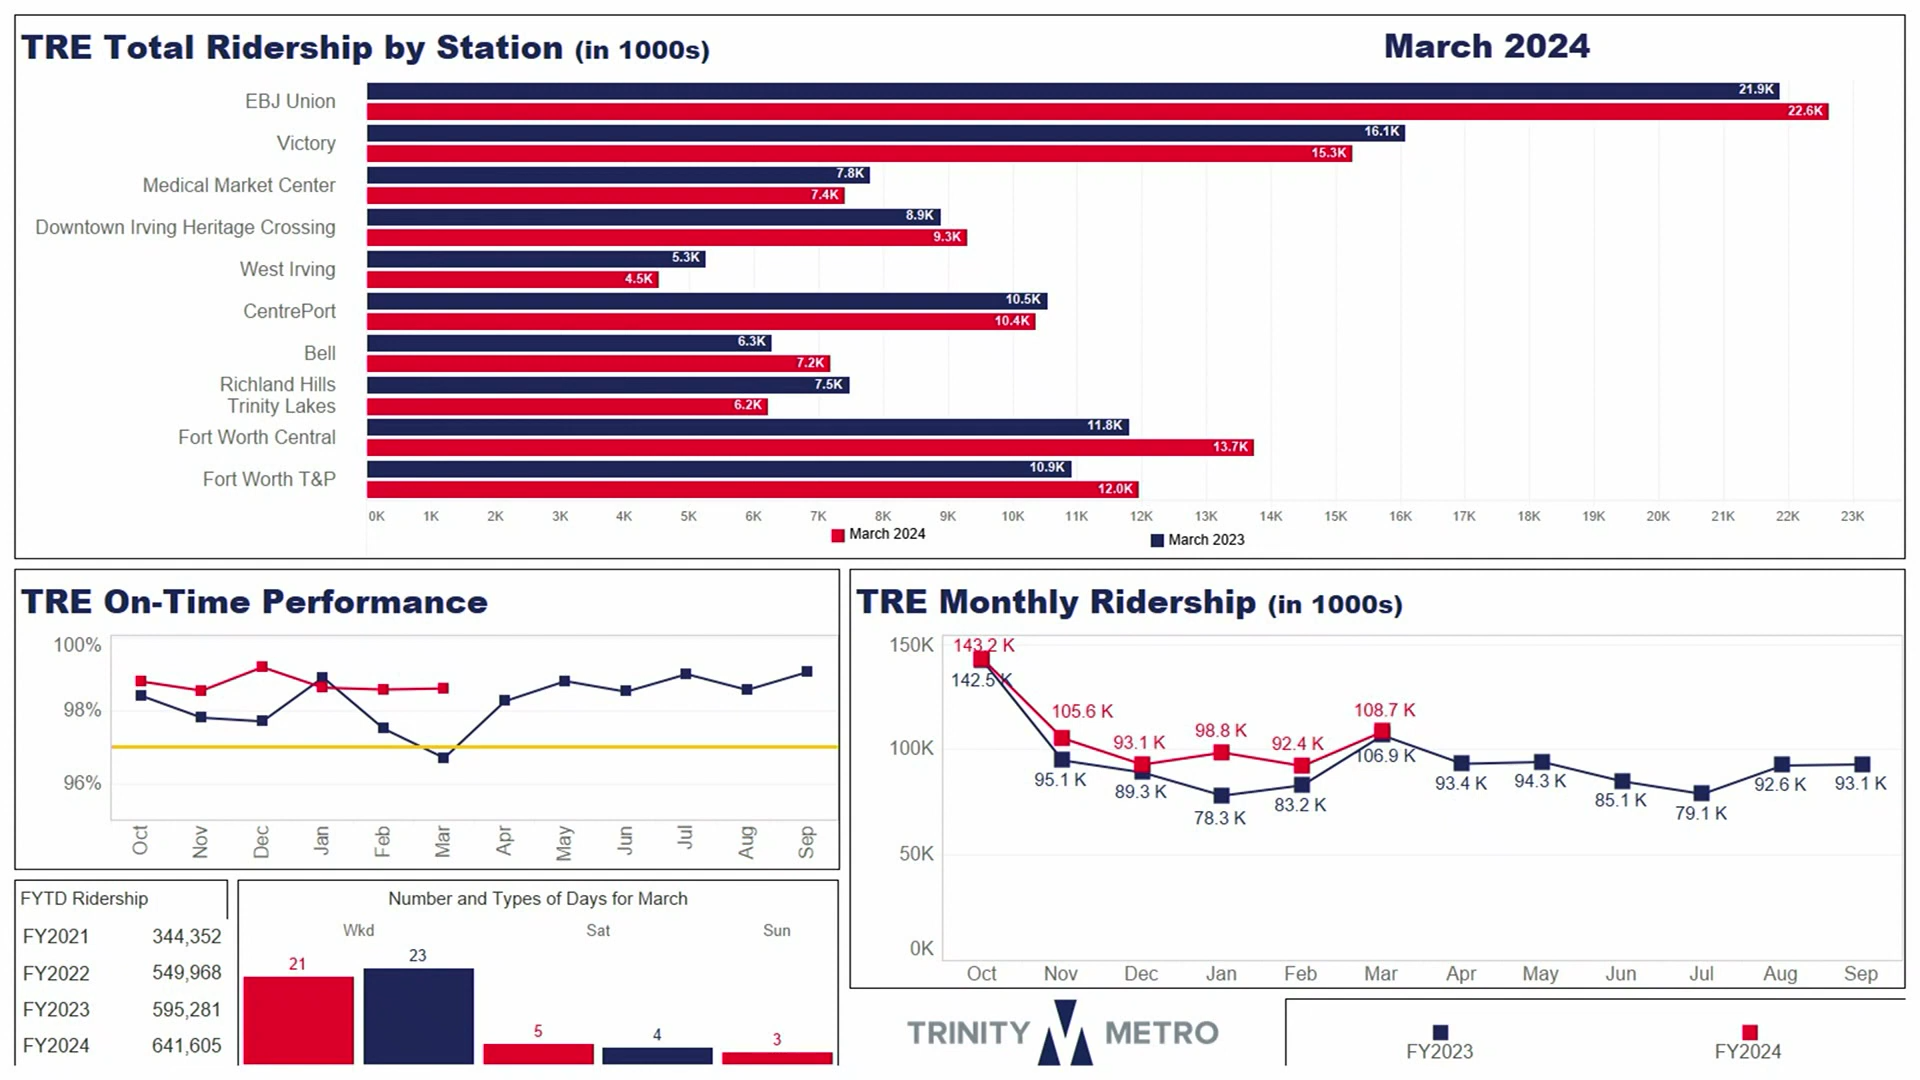 TRE Total Ridership by Station (in 1000s)
March 2024
EBJ Union
21.9K
22.6K
Victory
16.1K
15.3K
Medical Market Center
7.8K
7.4K
Downtown Irving Heritage Crossing
8.9K
9.3K
West Irving
5.3K
4.5K
CentrePort
10.5K
10.4K
Bell
6.3K
7.2K
Richland Hills
7.5K
Trinity Lakes
6.2K
Fort Worth Central
11.8K
13.7K
Fort Worth T&P
10.9K
12.0K
0K 1K 2K 3K 4K 5K 6K 7K 8K 9K 10K 11K 12K 13K 14K 15K 16K 17K 18K 19K 20K 21K 22K 23K
March 2024 March 2023
TRE On-Time Performance
100%
98%
96%
Oct Nov Dec Jan Feb Mar Apr May Jun Jul Aug Sep
TRE Monthly Ridership (in 1000s)
150K
100K
50K
0K
143.2 K
105.6 K
93.1 K
98.8 K
92.4 K
108.7 K
142.5 K
95.1 K
89.3 K
78.3 K
83.2 K
106.9 K
93.4 K
94.3 K
85.1 K
79.1 K
92.6 K
93.1 K
Oct Nov Dec Jan Feb Mar Apr May Jun Jul Aug Sep
FYTD Ridership
FY2021 344,352
FY2022 549,968
FY2023 595,281
FY2024 641,605
Number and Types of Days for March
Wkd Sat Sun
21
23
5
4
3
TRINITY METRO
FY2023 FY2024